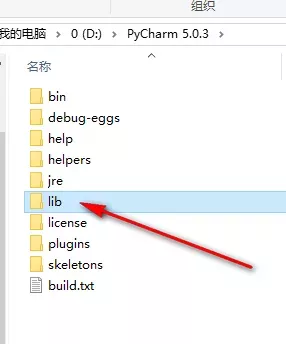 组织
我的电脑 > 0 (D:) > PyCharm 5.0.3 >
名称
bin
debug-eggs
help
helpers
jre
lib
license
plugins
skeletons
build.txt